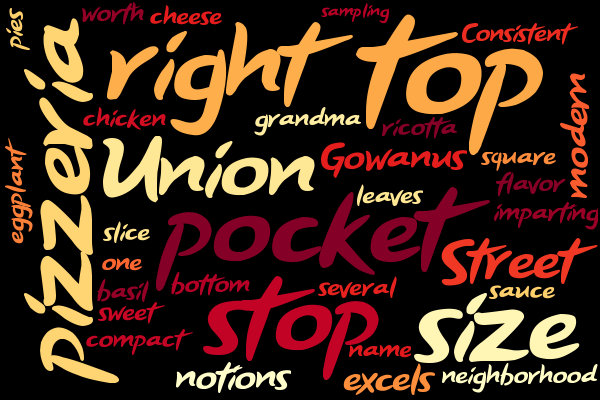 pies
worth
cheese
sampling
Consistent
right
top
pizzeria
modern
chicken
grandma
ricotta
eggplant
Union
Gowanus
square
flavor
leaves
imparting
pocket
slice
one
Street
basil
bottom
several
sauce
sweet
stop
size
compact
name
notions
excels
neighborhood